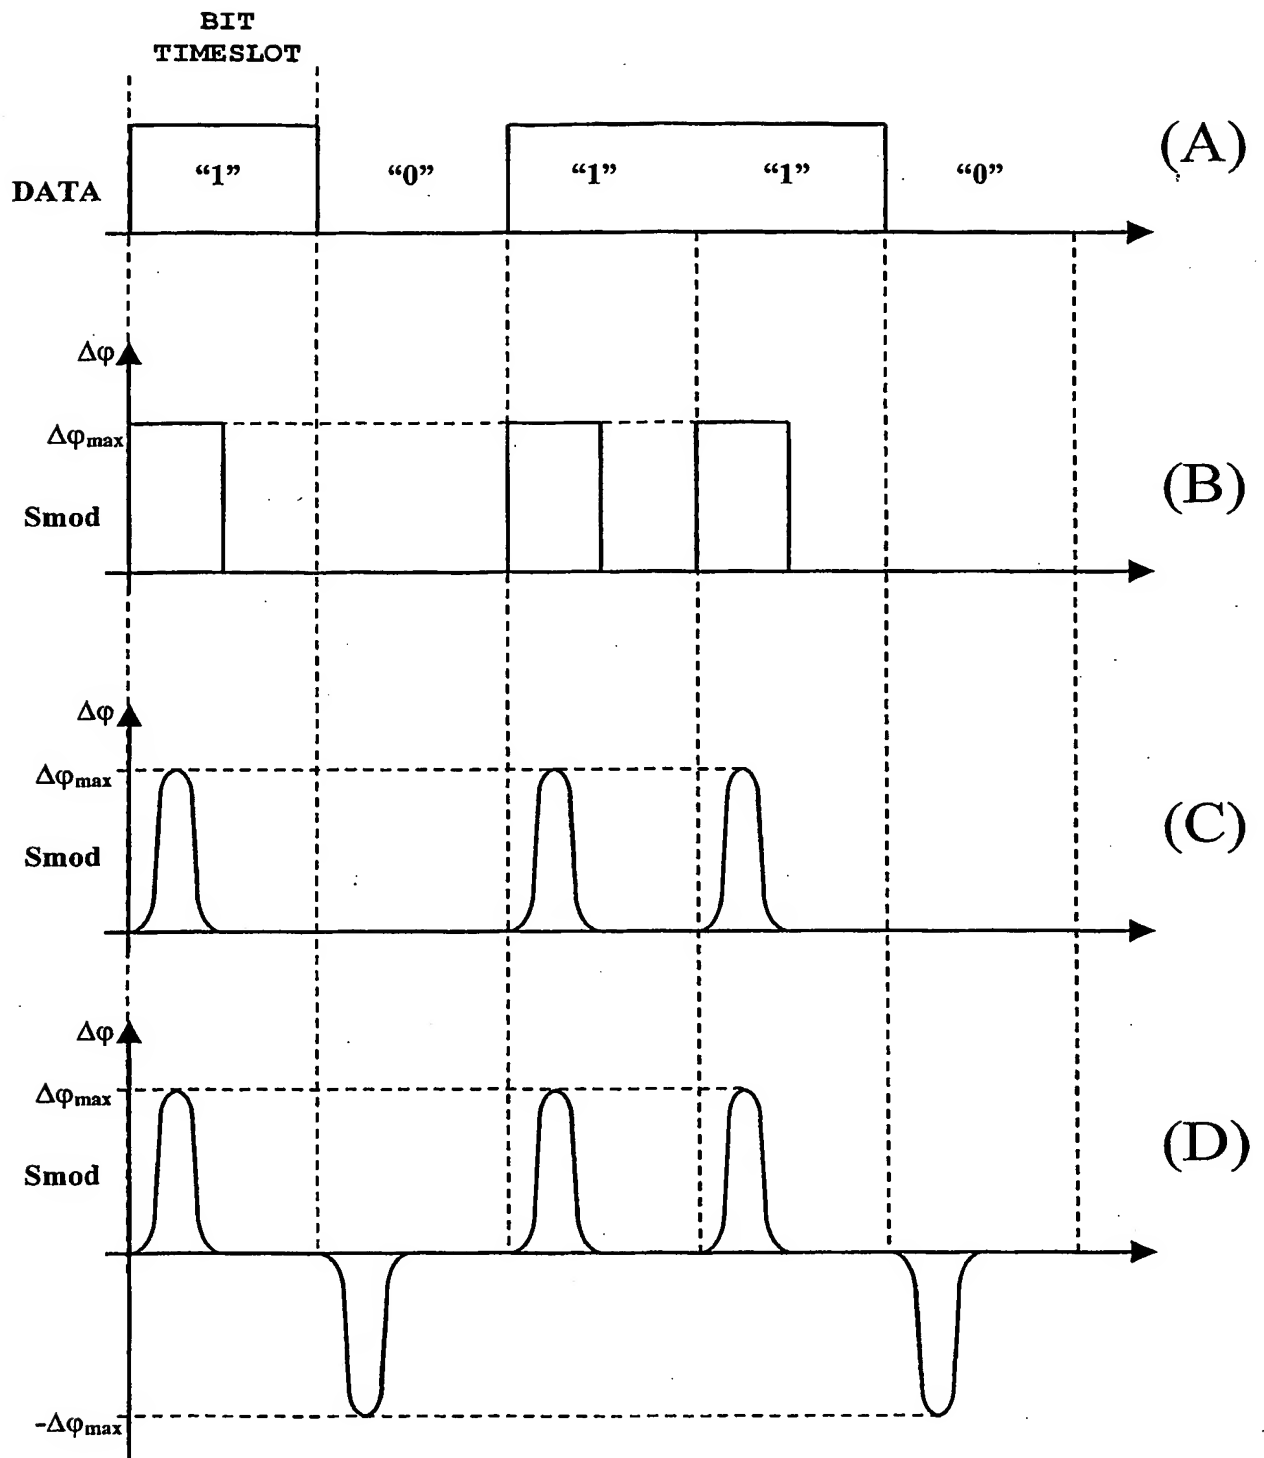 BIT
TIMESLOT
(A)
DATA “1” “0” “1” “1” “0”
Δφ
Δφmax
(B)
Smod
Δφ
Δφmax
(C)
Smod
Δφ
Δφmax
(D)
Smod
-Δφmax